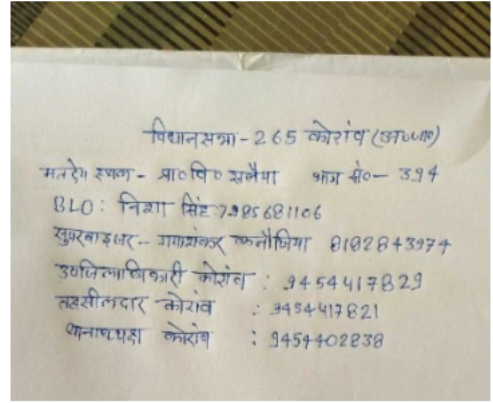 विधानसभा - 265 कोरांव (अ०जा०)
मतदेय स्थल - प्रा० वि० सलैया भाग सं० - 394
BLO : निशा सिंह 7985681106
सुपरवाइजर - गयाशंकर कनौजिया 8182843974
उपजिलाधिकारी कोरांव : 9454417829
तहसीलदार कोरांव : 9454417821
थानाध्यक्ष कोरांव : 9454402838